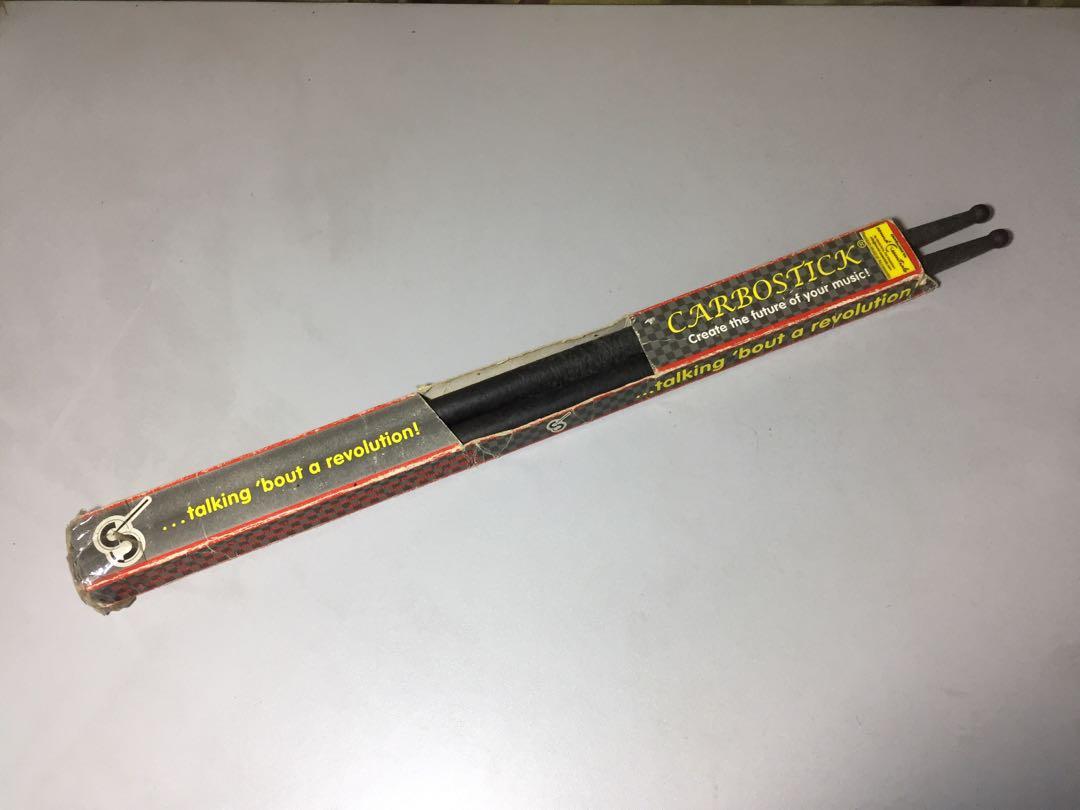 CARBOSTICK®
Create the future of your music!
...talking 'bout a revolution!
...talking 'bout a revolution!
S